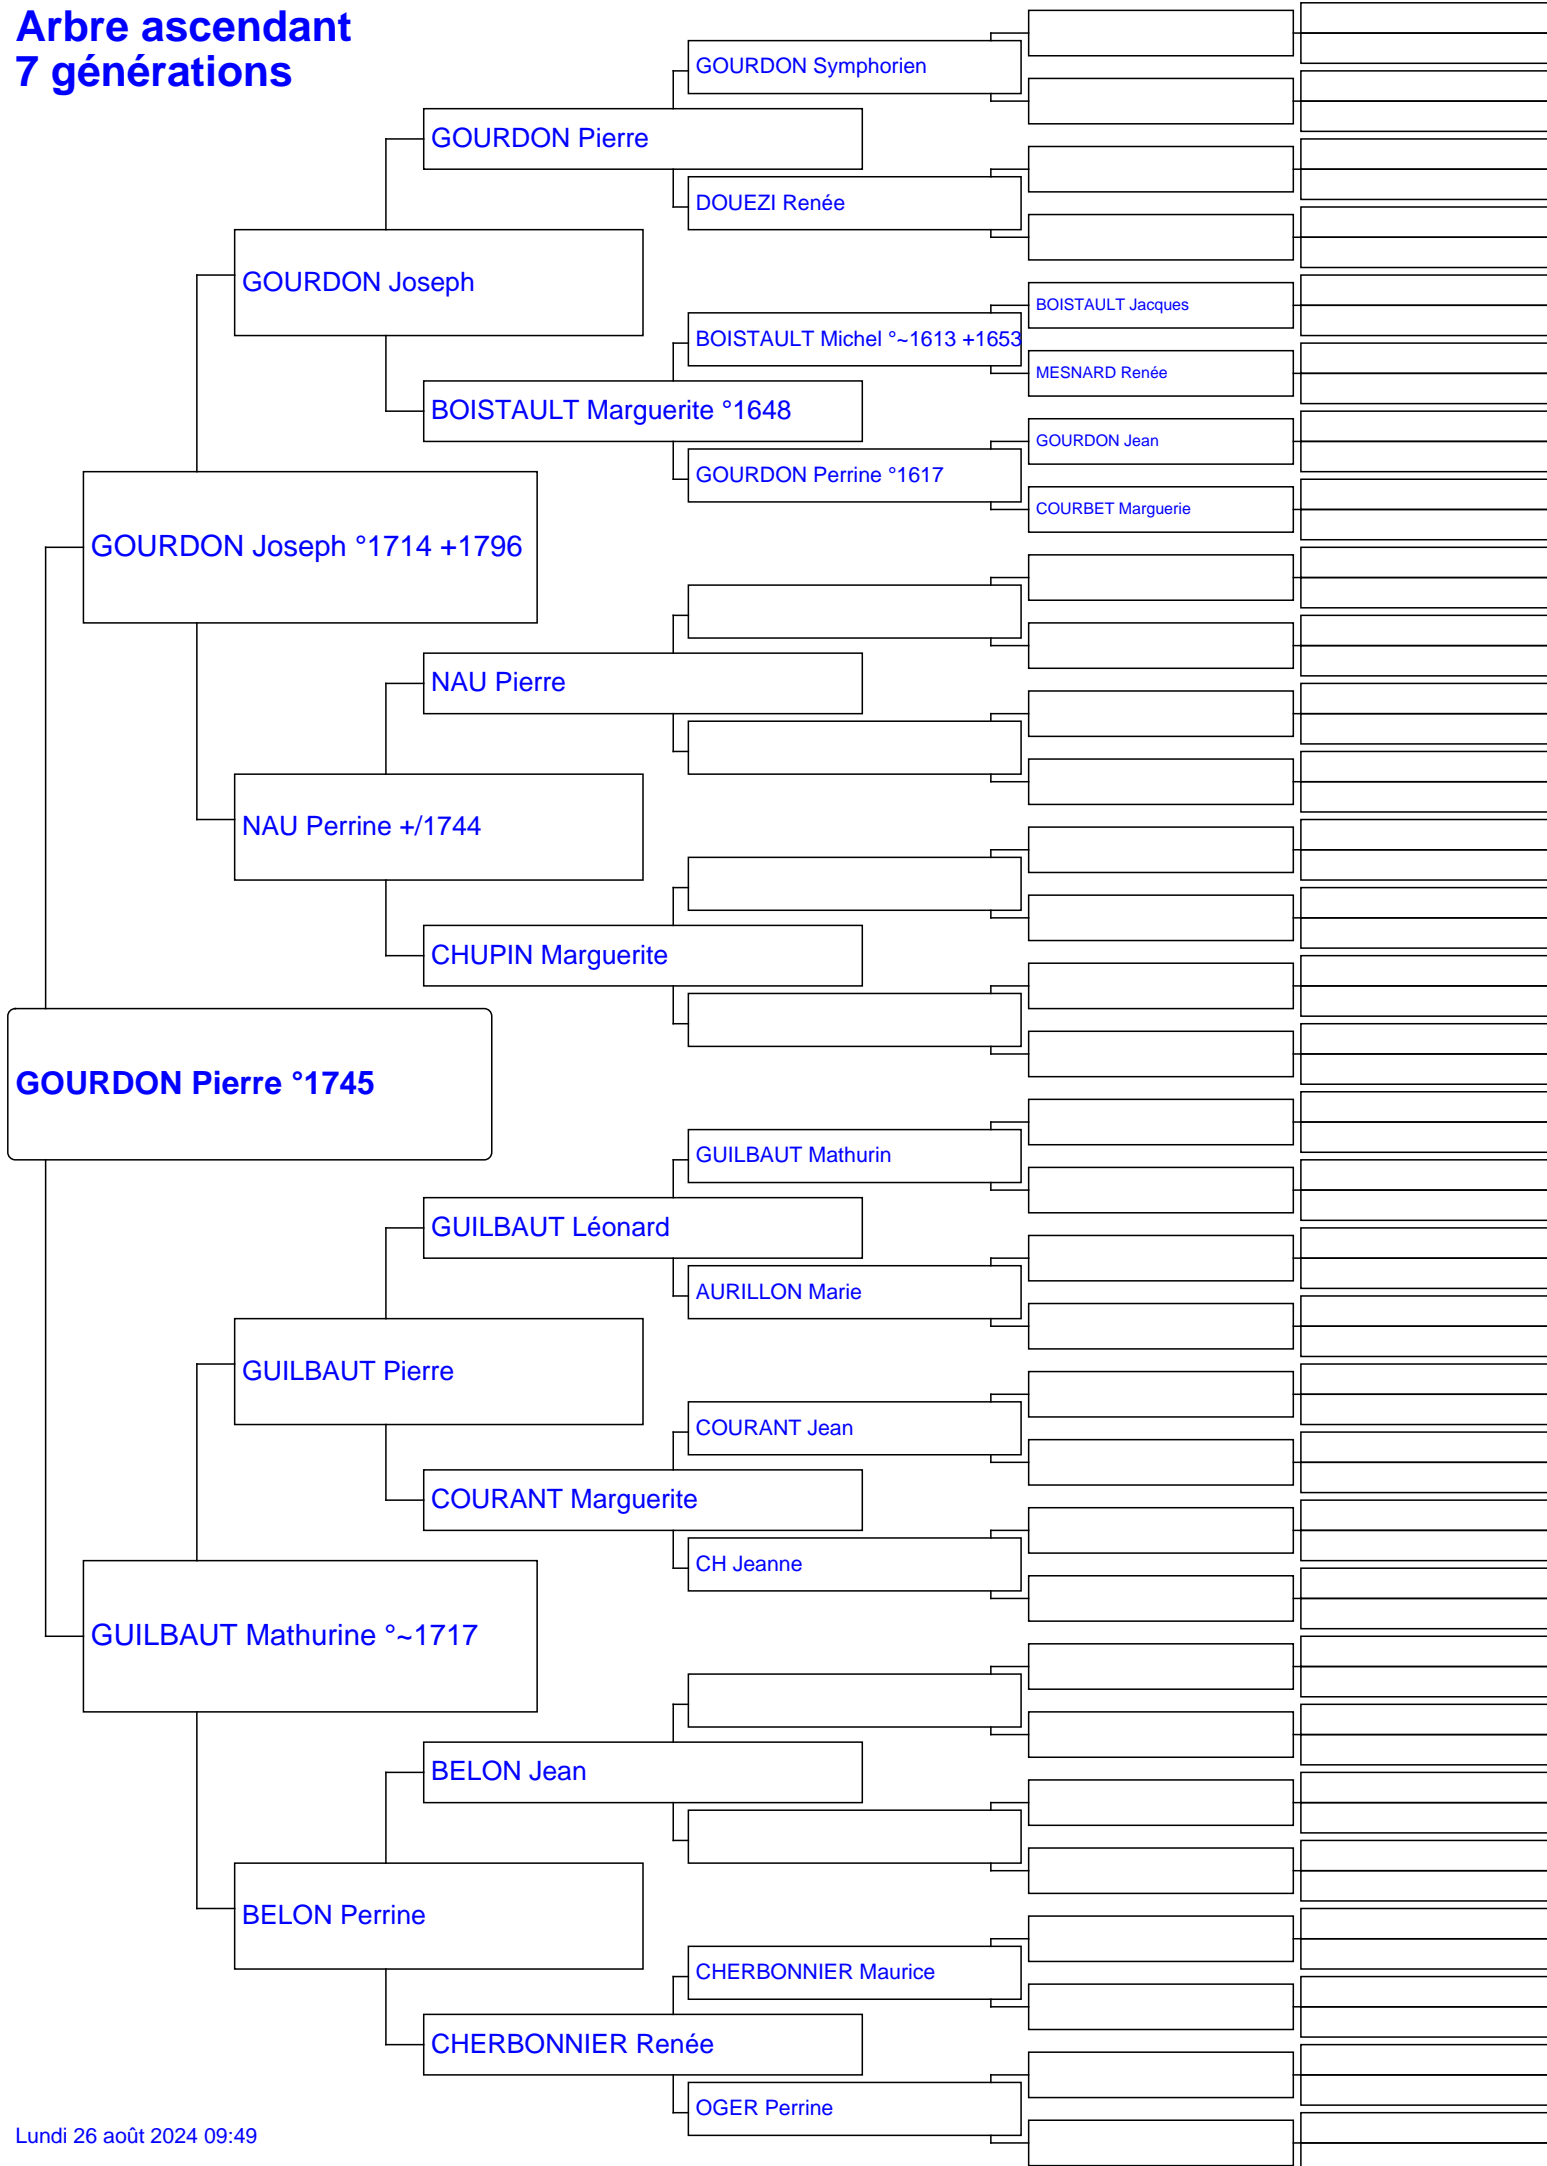 Arbre ascendant
7 générations
GOURDON Symphorien
GOURDON Pierre
DOUEZI Renée
GOURDON Joseph
BOISTAULT Jacques
BOISTAULT Michel °~1613 +1653
MESNARD Renée
BOISTAULT Marguerite °1648
GOURDON Jean
GOURDON Perrine °1617
COURBET Marguerie
GOURDON Joseph °1714 +1796
NAU Pierre
NAU Perrine +/1744
CHUPIN Marguerite
GOURDON Pierre °1745
GUILBAUT Mathurin
GUILBAUT Léonard
AURILLON Marie
GUILBAUT Pierre
COURANT Jean
COURANT Marguerite
CH Jeanne
GUILBAUT Mathurine °~1717
BELON Jean
BELON Perrine
CHERBONNIER Maurice
CHERBONNIER Renée
OGER Perrine
Lundi 26 août 2024 09:49